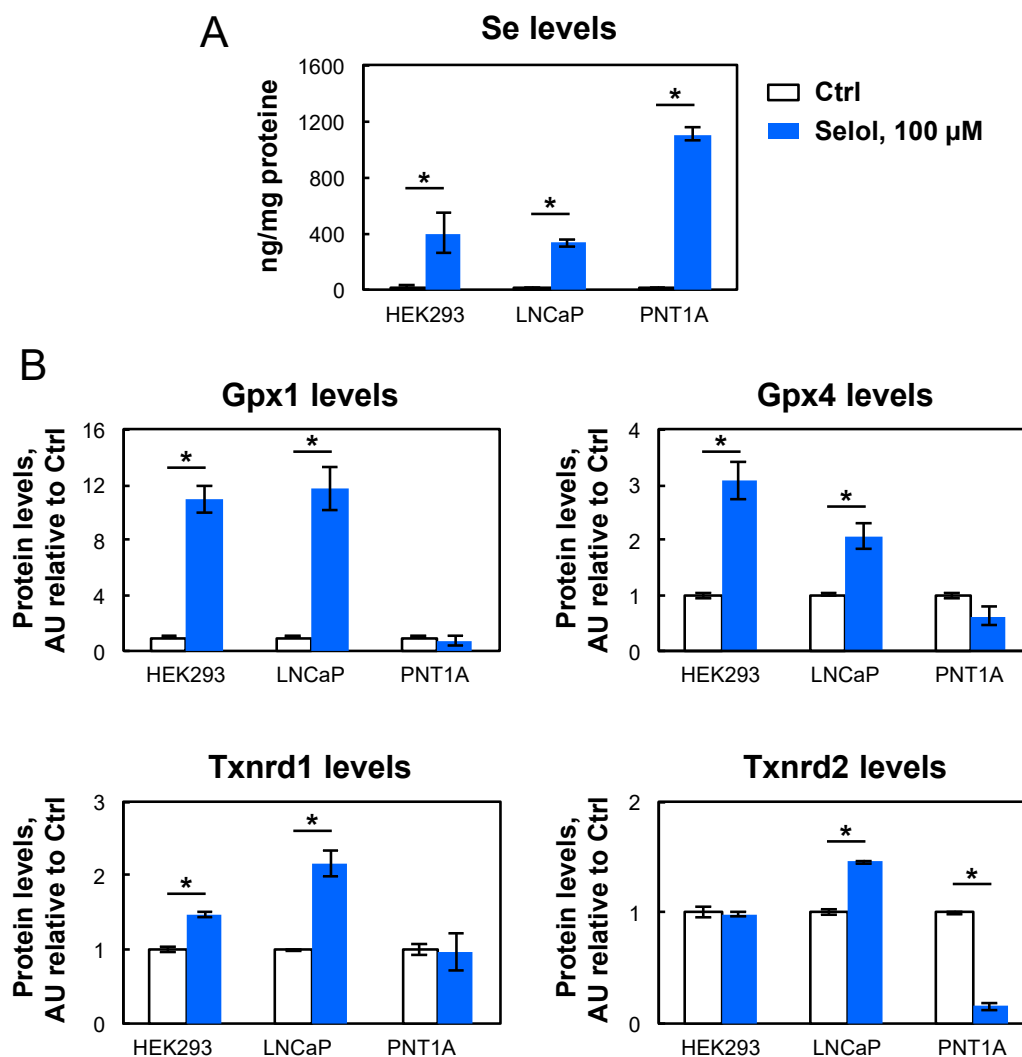 A
Se levels
ng/mg proteine
1600
1200
800
400
0
*
*
*
HEK293
LNCaP
PNT1A
Ctrl
Selol, 100 µM
B
Gpx1 levels
Protein levels,
AU relative to Ctrl
16
12
8
4
0
*
*
HEK293
LNCaP
PNT1A
Gpx4 levels
Protein levels,
AU relative to Ctrl
4
3
2
1
0
*
*
HEK293
LNCaP
PNT1A
Txnrd1 levels
Protein levels,
AU relative to Ctrl
3
2
1
0
*
*
HEK293
LNCaP
PNT1A
Txnrd2 levels
Protein levels,
AU relative to Ctrl
2
1
0
*
*
HEK293
LNCaP
PNT1A